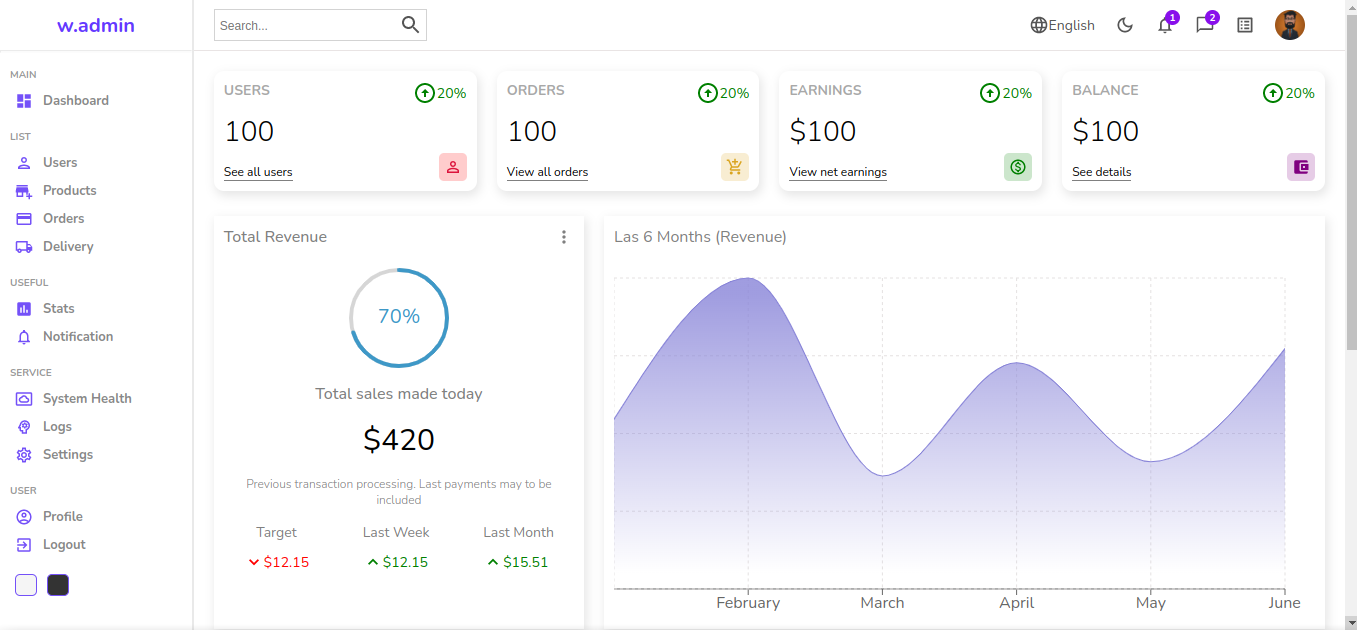 w.admin
Search...
English
1
2
MAIN
Dashboard
LIST
Users
Products
Orders
Delivery
USEFUL
Stats
Notification
SERVICE
System Health
Logs
Settings
USER
Profile
Logout
USERS
20%
100
See all users
ORDERS
20%
100
View all orders
EARNINGS
20%
$100
View net earnings
BALANCE
20%
$100
See details
Total Revenue
70%
Total sales made today
$420
Previous transaction processing. Last payments may to be
included
Target
Last Week
Last Month
$12.15
$12.15
$15.51
Last 6 Months (Revenue)
February
March
April
May
June